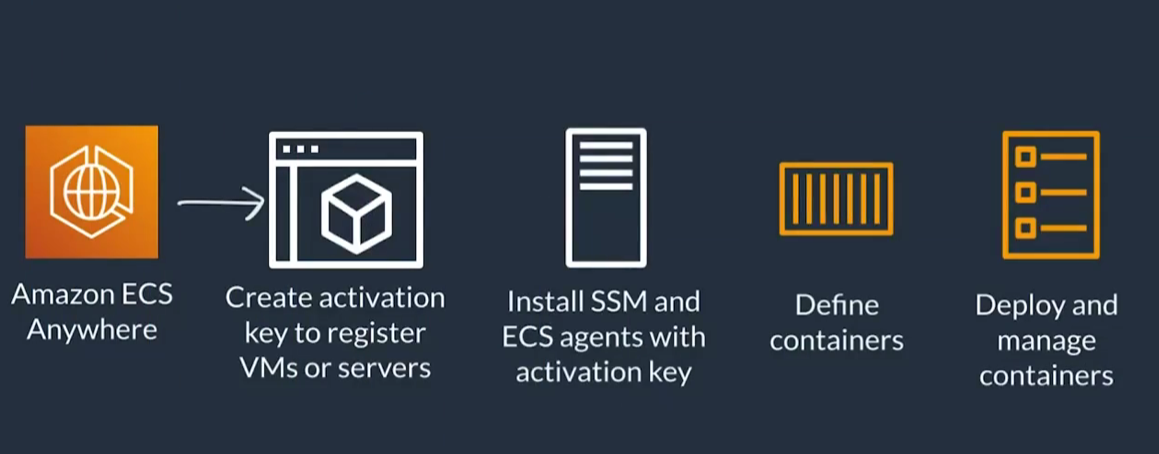 Amazon ECS
Anywhere
Create activation
key to register
VMs or servers
Install SSM and
ECS agents with
activation key
Define
containers
Deploy and
manage
containers